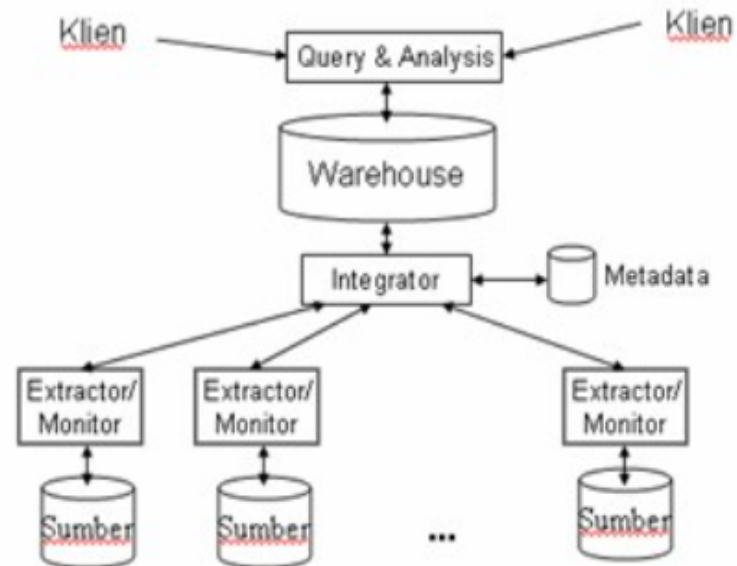 Klien
Klien
Query & Analysis
Warehouse
Integrator
Metadata
Extractor/
Monitor
Extractor/
Monitor
Extractor/
Monitor
Sumber
Sumber
...
Sumber